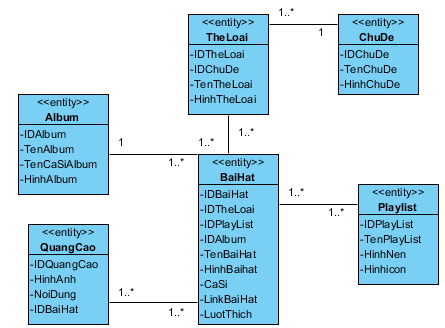 <<entity>>
TheLoai
-IDTheLoai
-IDChuDe
-TenTheLoai
-HinhTheLoai
1..*
1
<<entity>>
ChuDe
-IDChuDe
-TenChuDe
-HinhChuDe
1..*
1..*
<<entity>>
Album
-IDAlbum
-TenAlbum
-TenCaSiAlbum
-HinhAlbum
1
1..*
<<entity>>
BaiHat
-IDBaiHat
-IDTheLoai
-IDPlayList
-IDAlbum
-TenBaiHat
-HinhBaihat
-CaSi
-LinkBaiHat
-LuotThich
1..*
1..*
<<entity>>
Playlist
-IDPlayList
-TenPlayList
-HinhNen
-Hinhicon
<<entity>>
QuangCao
-IDQuangCao
-HinhAnh
-NoiDung
-IDBaiHat
1..*
1..*